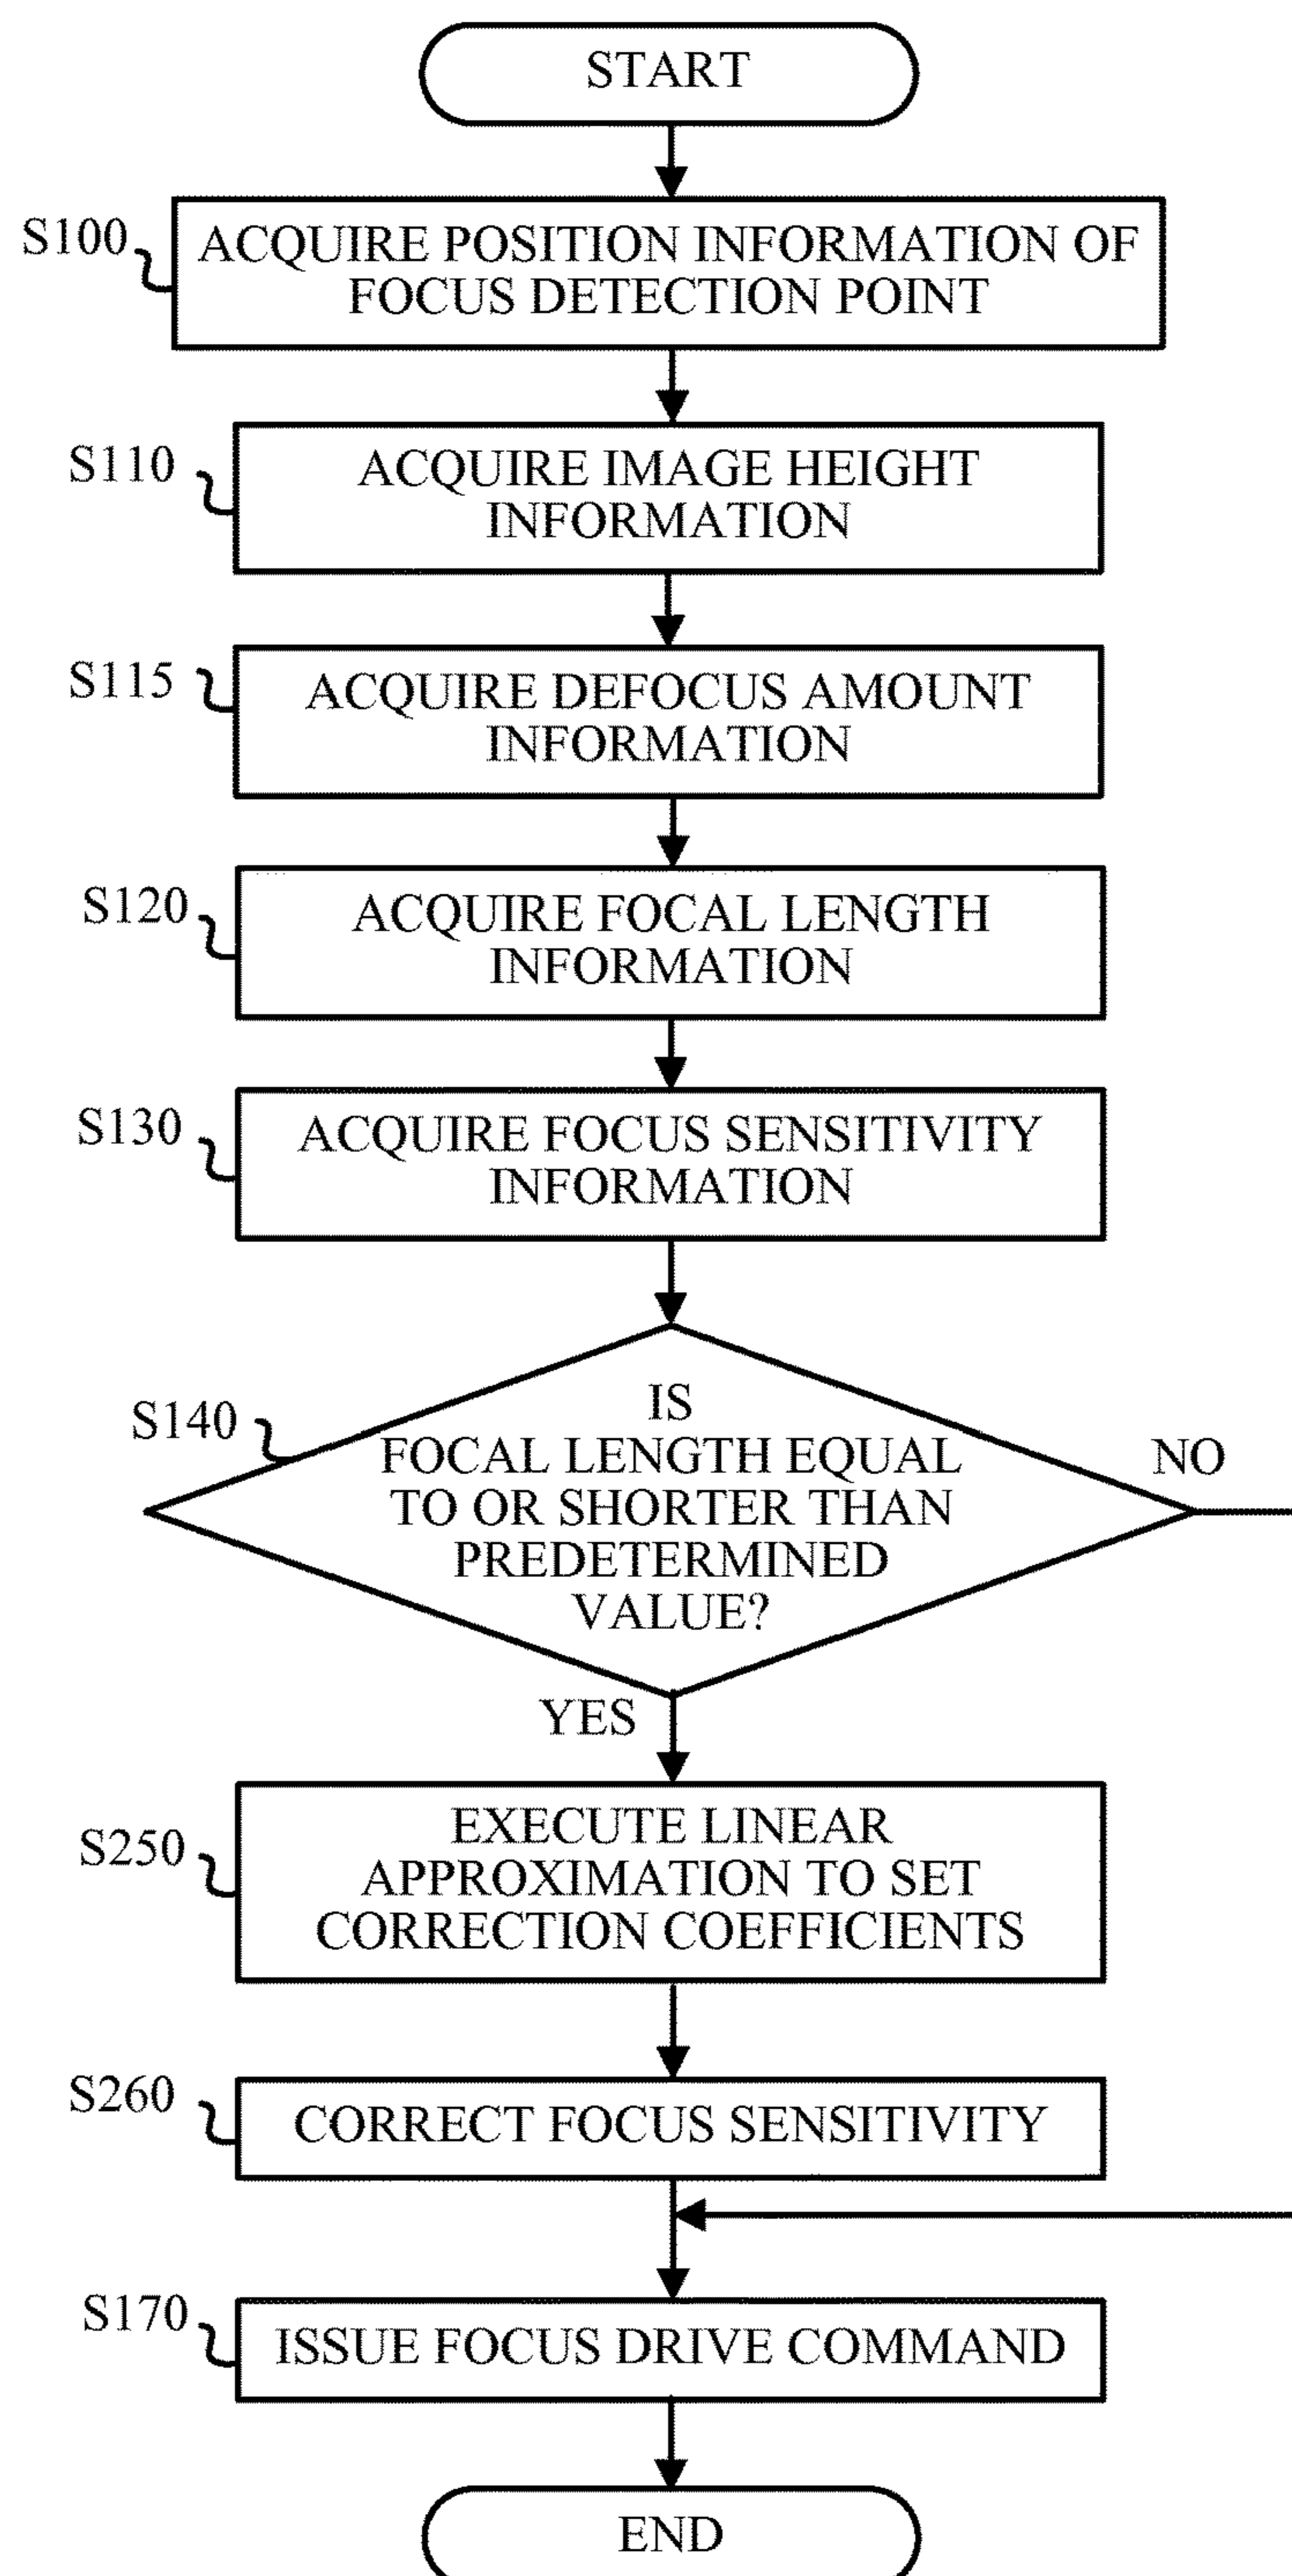 START
S100
ACQUIRE POSITION INFORMATION OF
FOCUS DETECTION POINT
S110
ACQUIRE IMAGE HEIGHT
INFORMATION
S115
ACQUIRE DEFOCUS AMOUNT
INFORMATION
S120
ACQUIRE FOCAL LENGTH
INFORMATION
S130
ACQUIRE FOCUS SENSITIVITY
INFORMATION
S140
IS
FOCAL LENGTH EQUAL
TO OR SHORTER THAN
PREDETERMINED
VALUE?
NO
YES
S250
EXECUTE LINEAR
APPROXIMATION TO SET
CORRECTION COEFFICIENTS
S260
CORRECT FOCUS SENSITIVITY
S170
ISSUE FOCUS DRIVE COMMAND
END